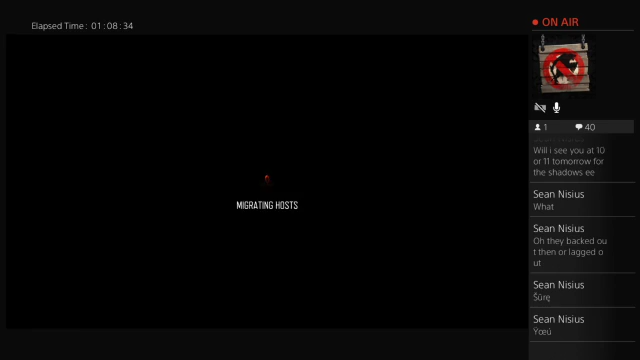 Elapsed Time : 01:08:34
ON AIR
1
40
Will i see you at 10
or 11 tomorrow for
the shadows ee
Sean Nisius
What
Sean Nisius
Oh they backed ou
t then or lagged o
ut
Sean Nisius
Šūrę
Sean Nisius
Ÿœú
MIGRATING HOSTS